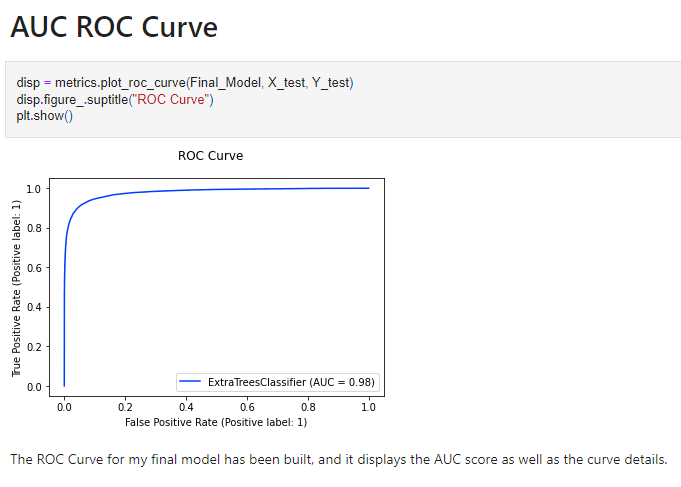 AUC ROC Curve
disp = metrics.plot_roc_curve(Final_Model, X_test, Y_test)
disp.figure_.suptitle("ROC Curve")
plt.show()
ROC Curve
True Positive Rate (Positive label: 1)
1.0
0.8
0.6
0.4
0.2
0.0
ExtraTreesClassifier (AUC = 0.98)
0.0 0.2 0.4 0.6 0.8 1.0
False Positive Rate (Positive label: 1)
The ROC Curve for my final model has been built, and it displays the AUC score as well as the curve details.